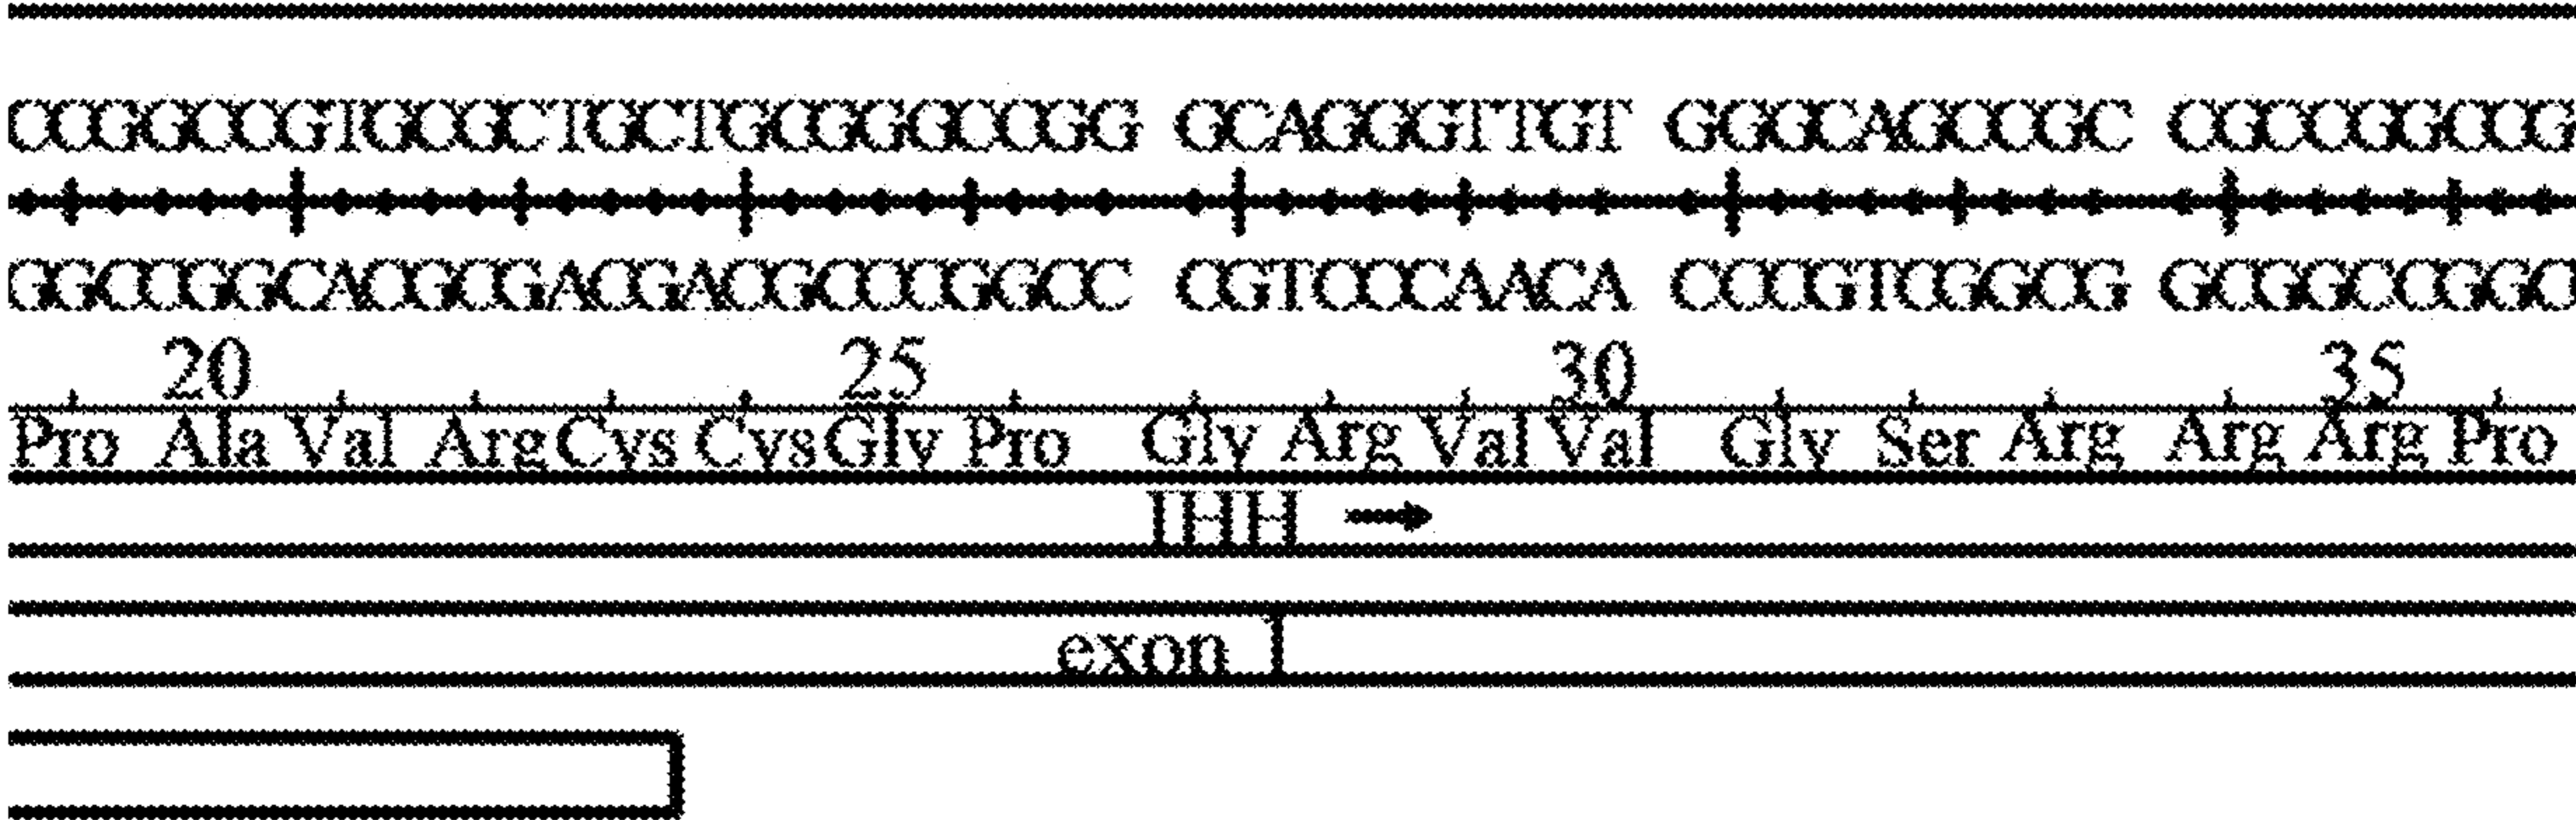 CCGGCCGTGCGCTGCTGCGGGCCGG GCAGGGTTGT GGGCAGCCGC CGCCGGCCG
GGCCGGCACGCGACGACGCCCGGCC CGTCCCAACA CCCGTCGGCG GCGGCCGGC
20 25 30 35
Pro Ala Val Arg Cys Cys Gly Pro Gly Arg Val Val Gly Ser Arg Arg Arg Pro
IHH →
exon 1